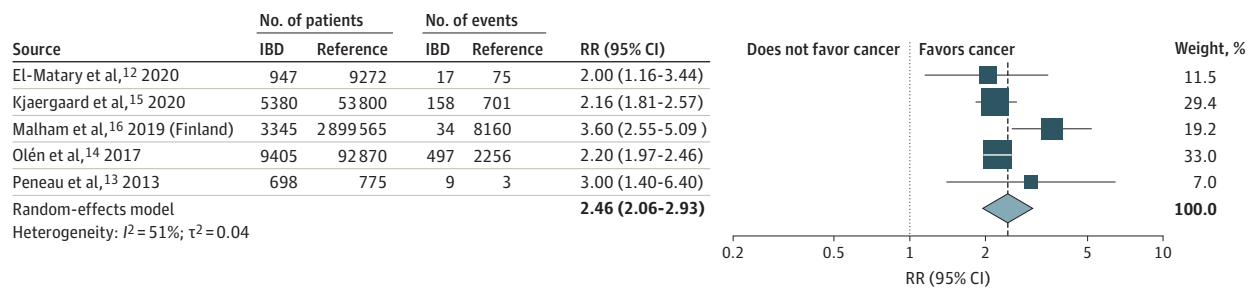 No. of patients No. of events
Source IBD Reference IBD Reference RR (95% CI) Does not favor cancer Favors cancer Weight, %
El-Matary et al,12 2020 947 9272 17 75 2.00 (1.16-3.44) 11.5
Kjaergaard et al,15 2020 5380 53800 158 701 2.16 (1.81-2.57) 29.4
Malham et al,16 2019 (Finland) 3345 2899565 34 8160 3.60 (2.55-5.09 ) 19.2
Olén et al,14 2017 9405 92870 497 2256 2.20 (1.97-2.46) 33.0
Peneau et al,13 2013 698 775 9 3 3.00 (1.40-6.40) 7.0
Random-effects model 2.46 (2.06-2.93) 100.0
Heterogeneity: I2 = 51%; τ2 = 0.04
0.2 0.5 1 2 5 10
RR (95% CI)